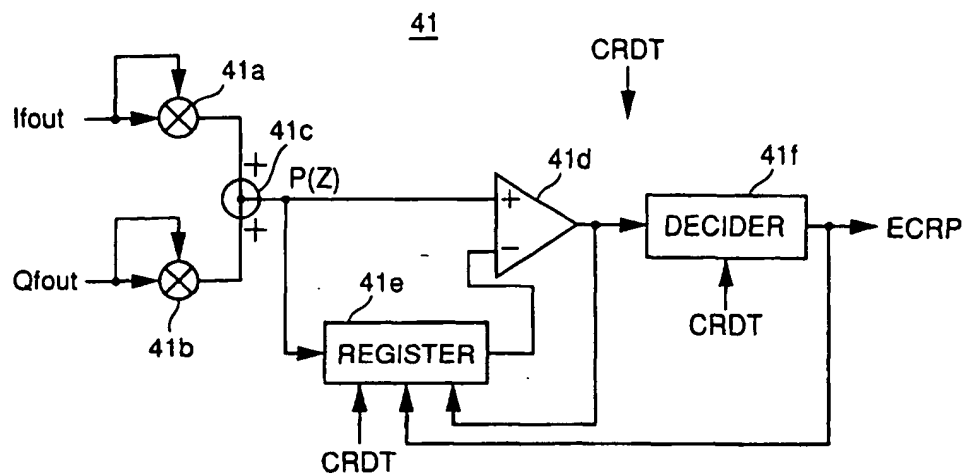 41
CRDT
41a
Ifout
41c
+
P(Z)
41d
41f
+
+
−
DECIDER
ECRP
Qfout
41e
CRDT
41b
REGISTER
CRDT